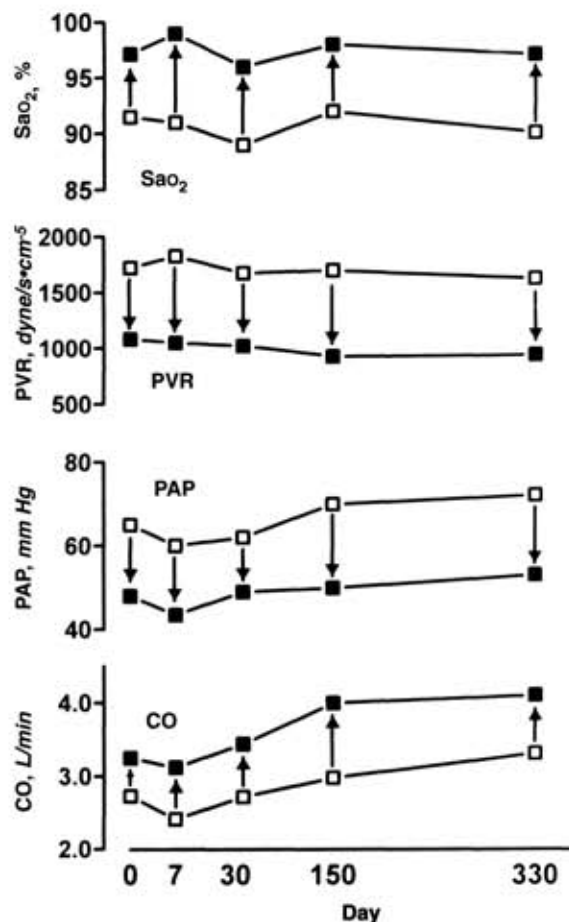 100
95
90
85
Sao₂, %
Sao₂
2000
1500
1000
500
PVR, dyne/s•cm⁻⁵
PVR
80
60
40
PAP, mm Hg
PAP
4.0
3.0
2.0
CO, L/min
CO
0 7 30 150 330
Day